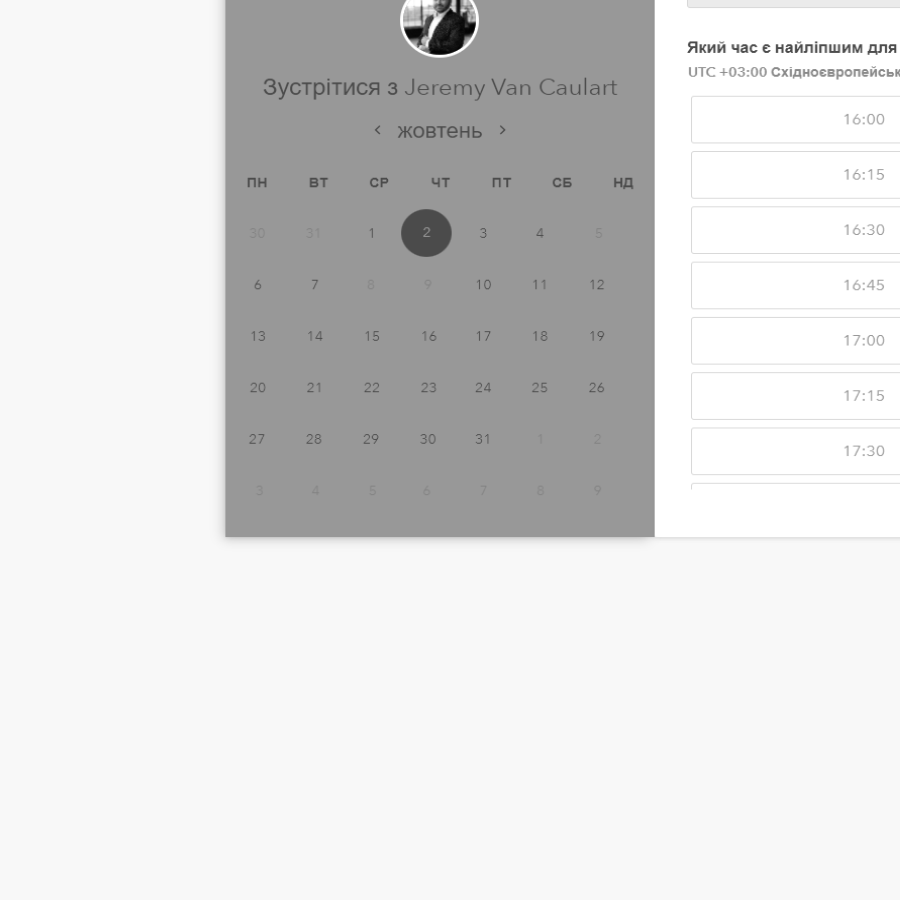 Зустрітися з Jeremy Van Caulart
жовтень
ПН ВТ СР ЧТ ПТ СБ НД
30 31 1 2 3 4 5
6 7 8 9 10 11 12
13 14 15 16 17 18 19
20 21 22 23 24 25 26
27 28 29 30 31 1 2
3 4 5 6 7 8 9
Який час є найліпшим для
UTC +03:00 Східноєвропейськ
16:00
16:15
16:30
16:45
17:00
17:15
17:30